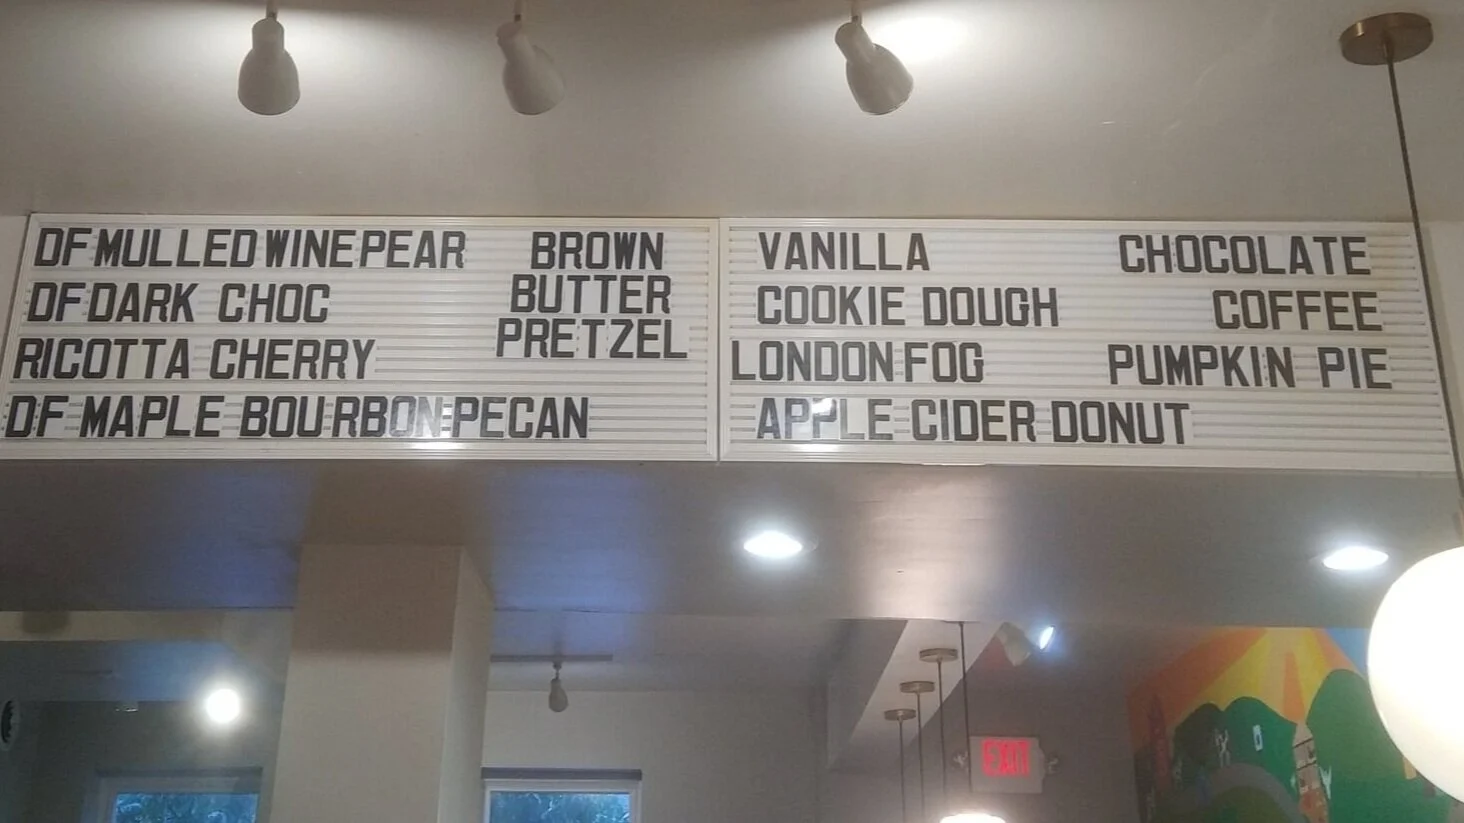 DF MULLED WINE PEAR
DF DARK CHOC
RICOTTA CHERRY
DF MAPLE BOURBON PECAN
BROWN
BUTTER
PRETZEL
VANILLA
COOKIE DOUGH
LONDON FOG
APPLE CIDER DONUT
CHOCOLATE
COFFEE
PUMPKIN PIE
EXIT